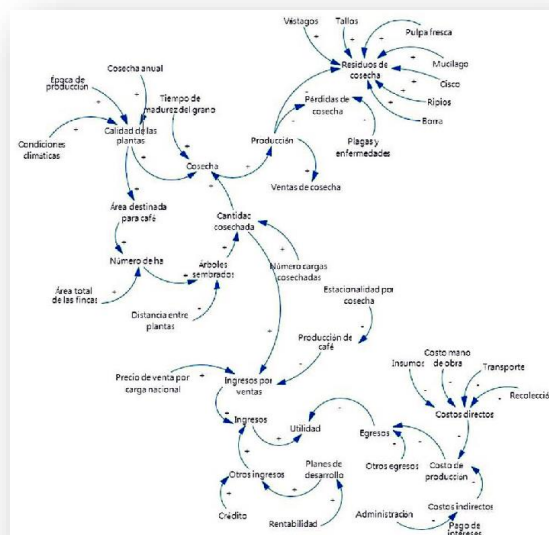 Vástagos
Tallos
Pulpa fresca
Cosecha anual
Época de
producción
Tiempo de
madurez del grano
Residuos de
cosecha
Mucilago
Cisco
Ripios
Borra
Pérdidas de
cosecha
Calidad de las
plantas
Condiciones
climáticas
Producción
Plagas y
enfermedades
Cosecha
Ventas de cosecha
Área destinada
para café
Cantidad
cosechada
Número de ha
Árboles
sembrados
Número cargas
cosechadas
Área total
de las fincas
Distancia entre
plantas
Estacionalidad por
cosecha
Producción de
café
Precio de venta por
carga nacional
Ingresos por
ventas
Insumos
Costo mano
de obra
Transporte
Recolecció
Costos directos
Ingresos
Utilidad
Egresos
Otros ingresos
Planes de
desarrollo
Otros egresos
Costo de
producción
Crédito
Rentabilidad
Administración
Costos indirectos
Pago de
intereses